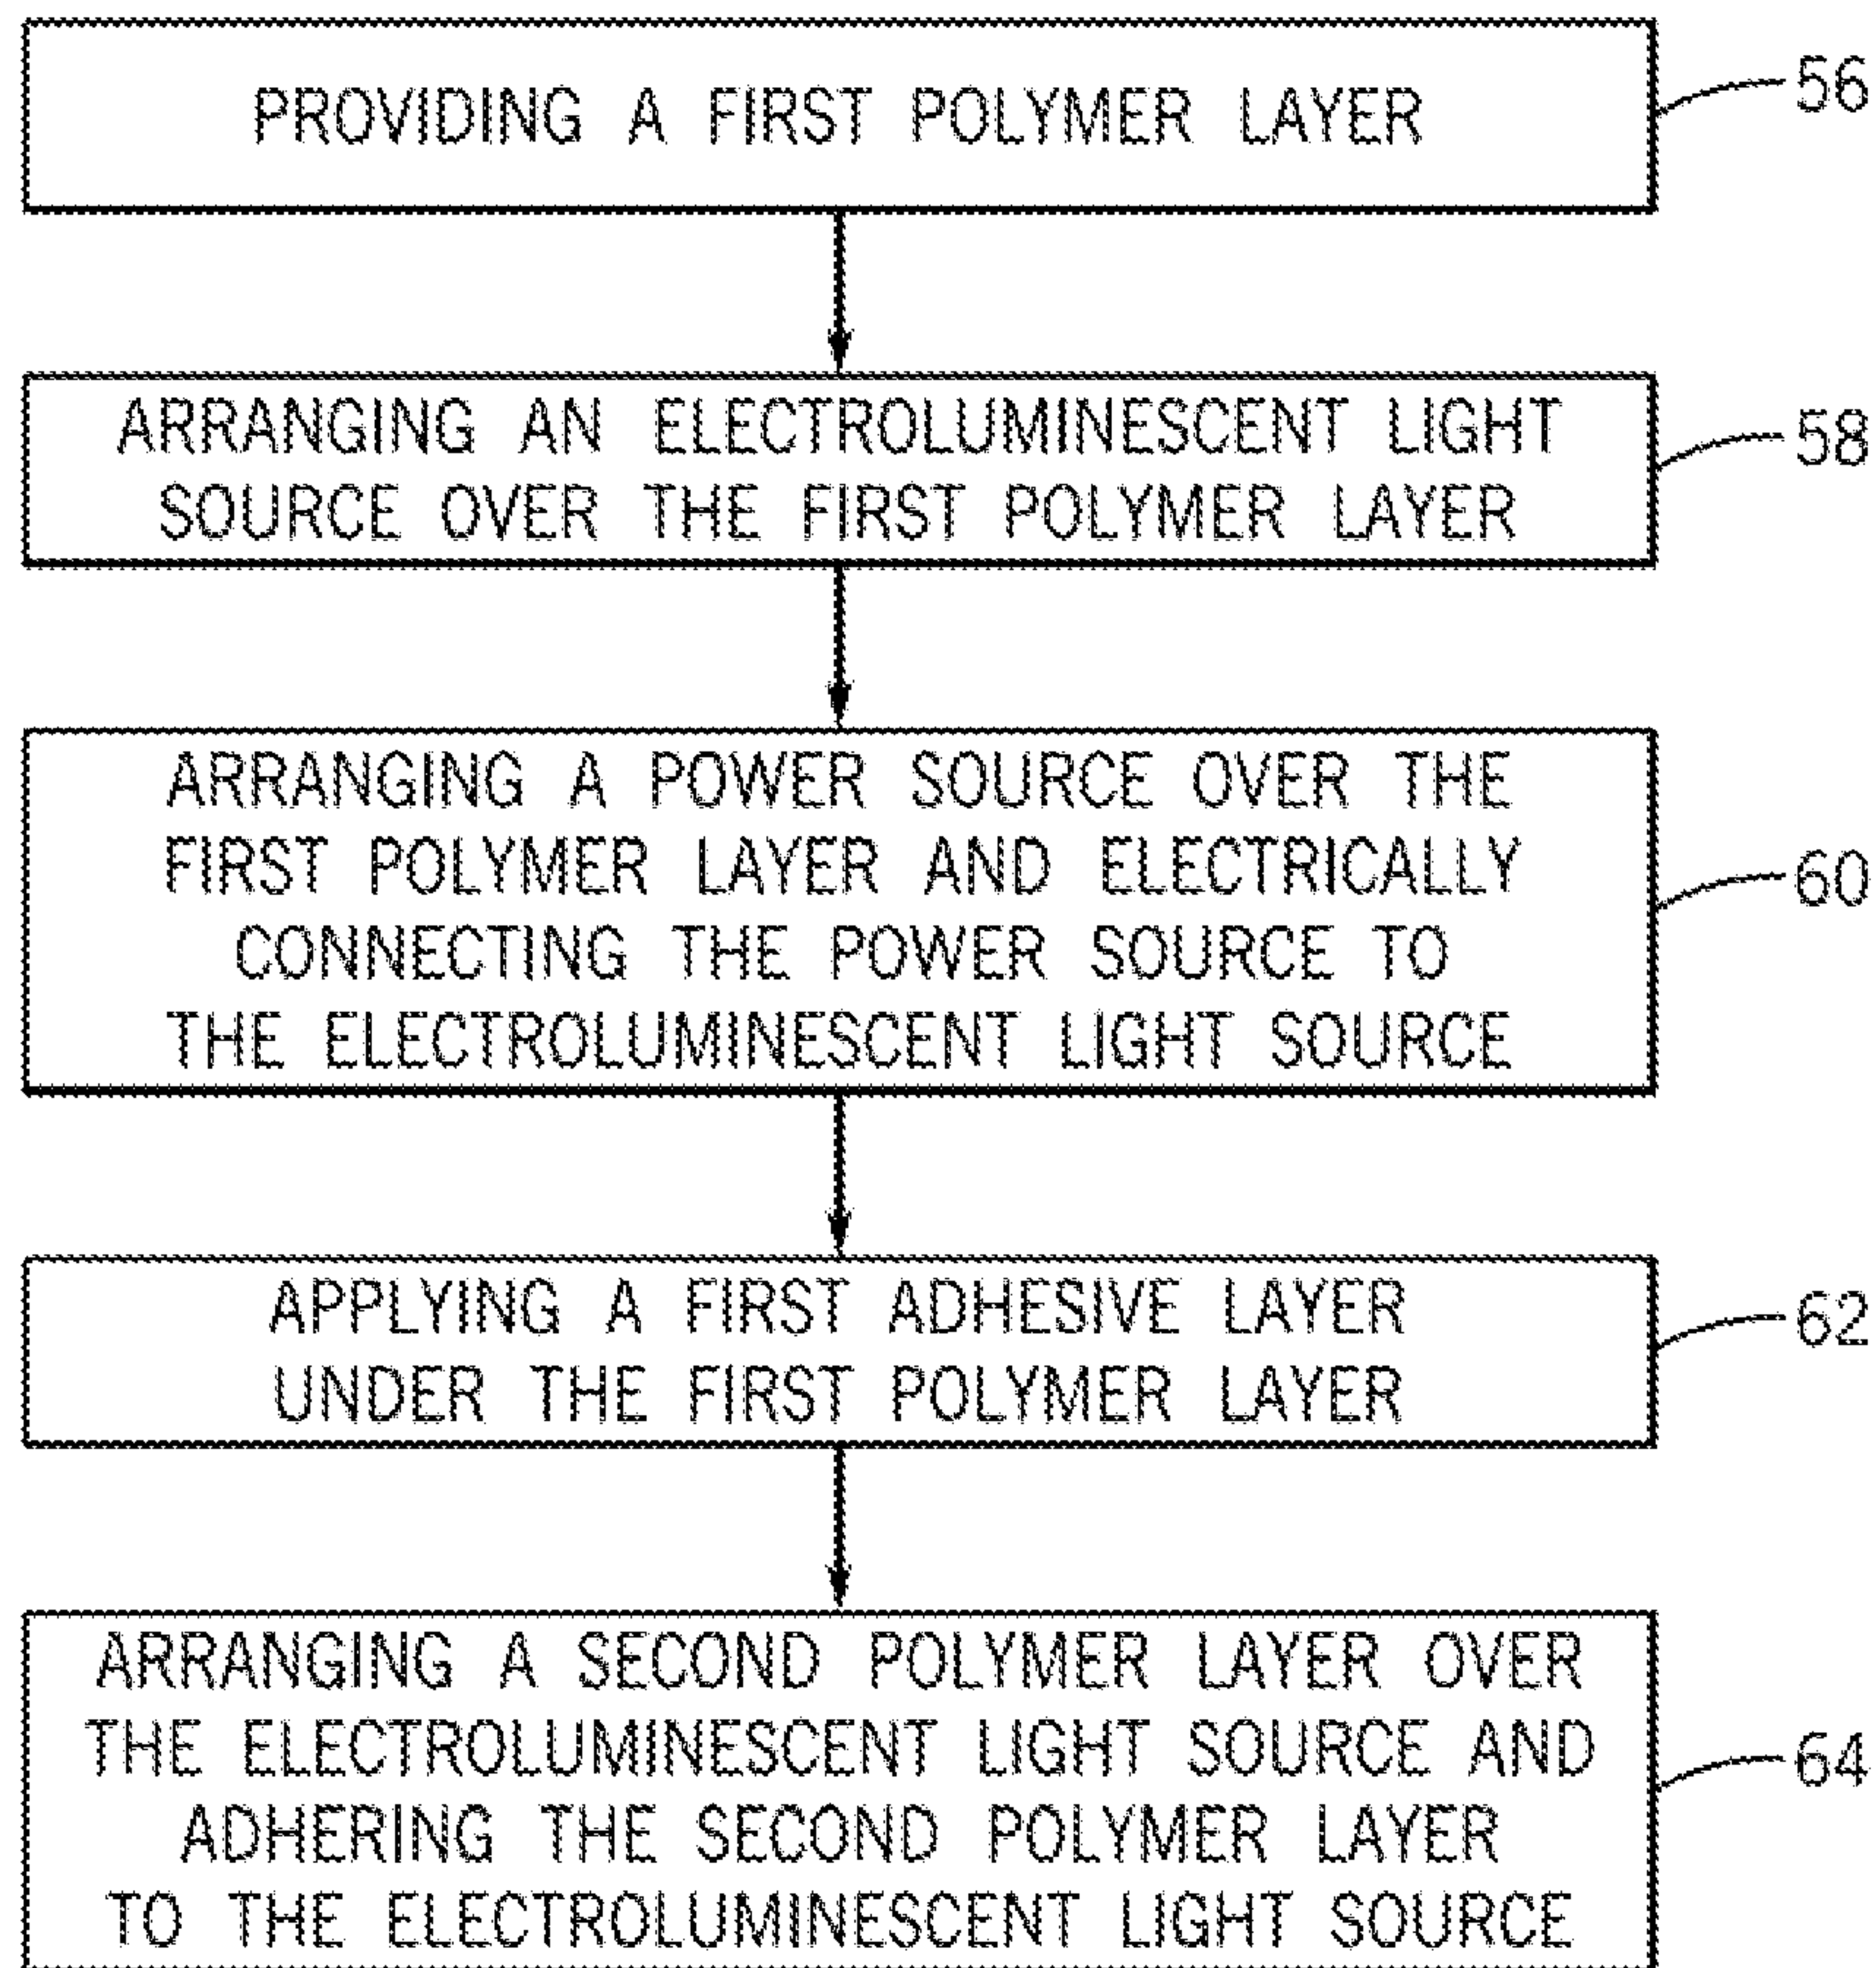 PROVIDING A FIRST POLYMER LAYER
56
ARRANGING AN ELECTROLUMINESCENT LIGHT
SOURCE OVER THE FIRST POLYMER LAYER
58
ARRANGING A POWER SOURCE OVER THE
FIRST POLYMER LAYER AND ELECTRICALLY
CONNECTING THE POWER SOURCE TO
THE ELECTROLUMINESCENT LIGHT SOURCE
60
APPLYING A FIRST ADHESIVE LAYER
UNDER THE FIRST POLYMER LAYER
62
ARRANGING A SECOND POLYMER LAYER OVER
THE ELECTROLUMINESCENT LIGHT SOURCE AND
ADHERING THE SECOND POLYMER LAYER
TO THE ELECTROLUMINESCENT LIGHT SOURCE
64